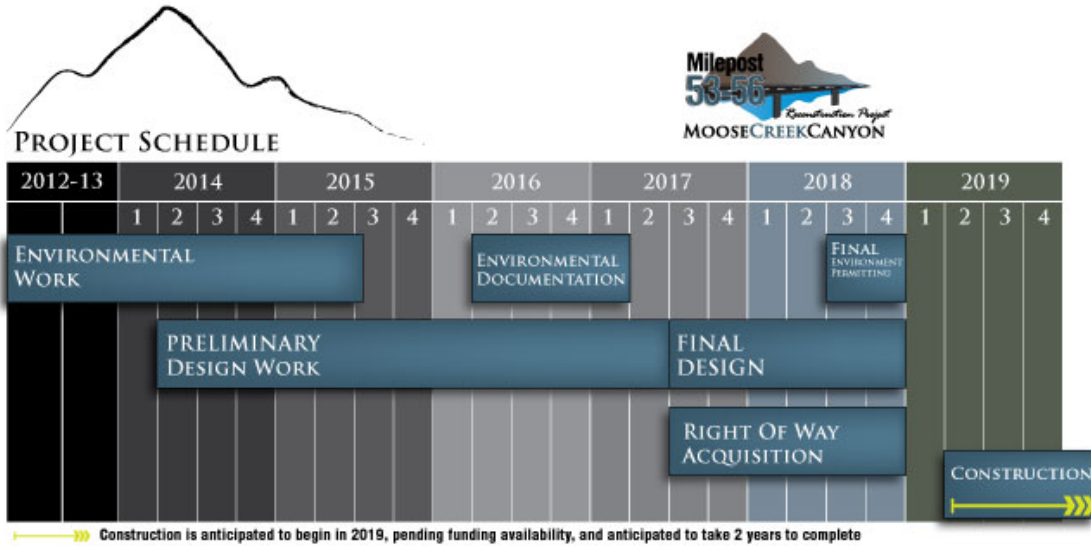 Milepost
53-56
Reconstruction Project
MOOSECREEKCANYON
PROJECT SCHEDULE
2012-13 2014 2015 2016 2017 2018 2019
1 2 3 4 1 2 3 4 1 2 3 4 1 2 3 4 1 2 3 4 1 2 3 4
ENVIRONMENTAL
WORK
ENVIRONMENTAL
DOCUMENTATION
FINAL
ENVIRONMENT
PERMITTING
PRELIMINARY
DESIGN WORK
FINAL
DESIGN
RIGHT OF WAY
ACQUISITION
CONSTRUCTION
Construction is anticipated to begin in 2019, pending funding availability, and anticipated to take 2 years to complete